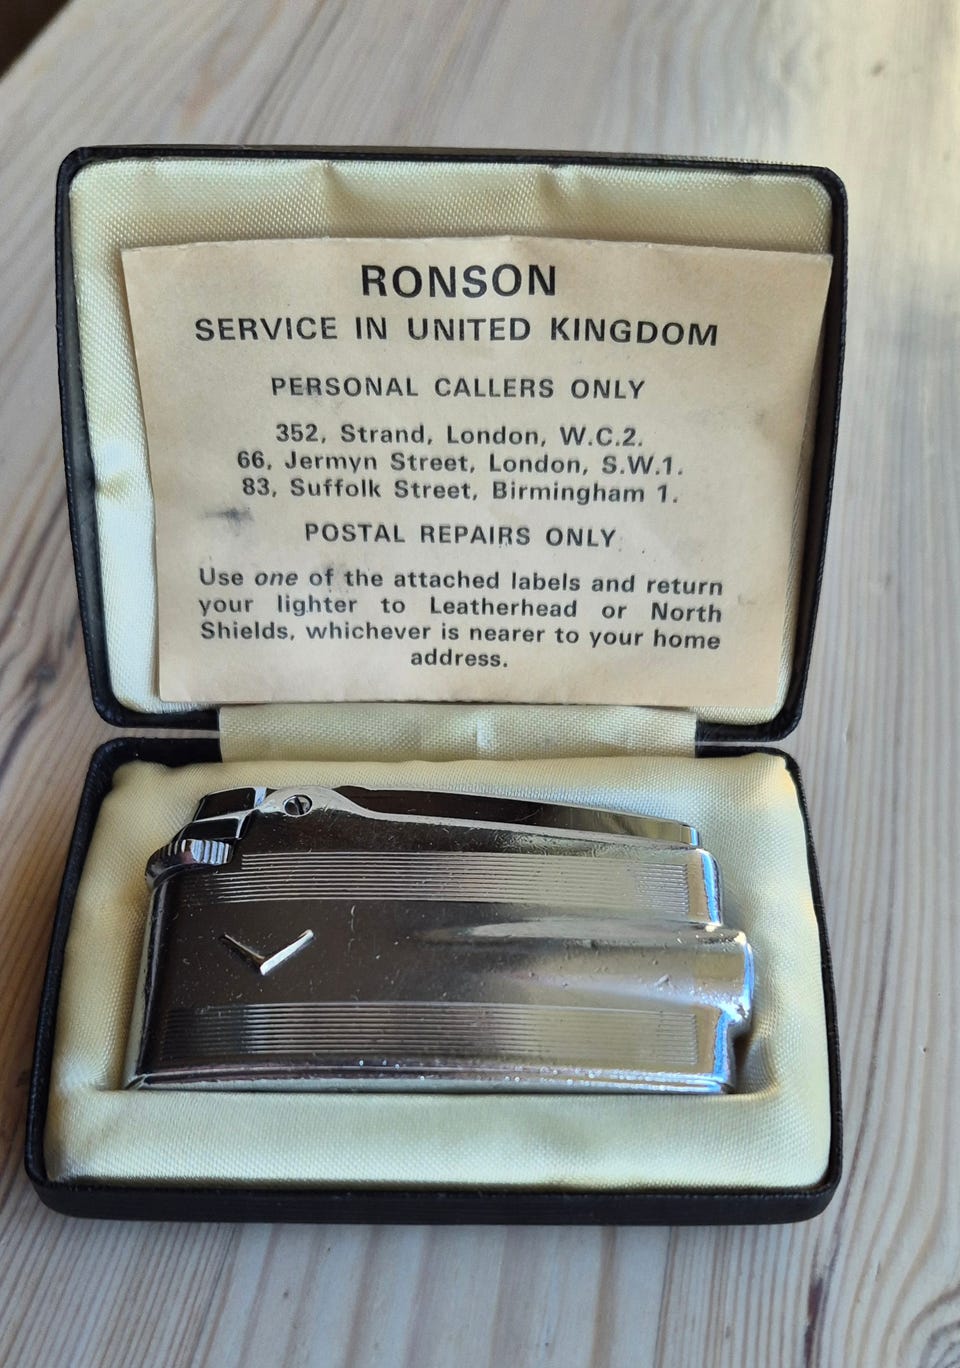 RONSON
SERVICE IN UNITED KINGDOM
PERSONAL CALLERS ONLY
352, Strand, London, W.C.2.
66, Jermyn Street, London, S.W.1.
83, Suffolk Street, Birmingham 1.
POSTAL REPAIRS ONLY
Use one of the attached labels and return
your lighter to Leatherhead or North
Shields, whichever is nearer to your home
address.